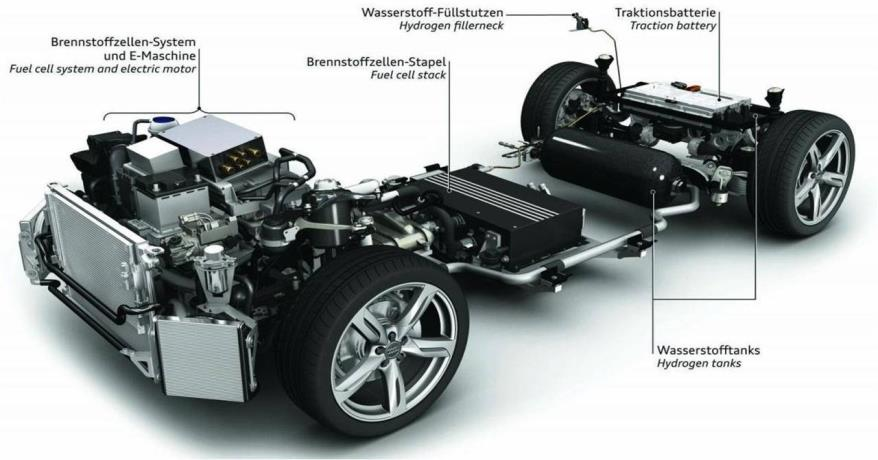 Wasserstoff-Füllstutzen
Hydrogen fillerneck
Traktionsbatterie
Traction battery
Brennstoffzellen-System
und E-Maschine
Fuel cell system and electric motor
Brennstoffzellen-Stapel
Fuel cell stack
Wasserstofftanks
Hydrogen tanks